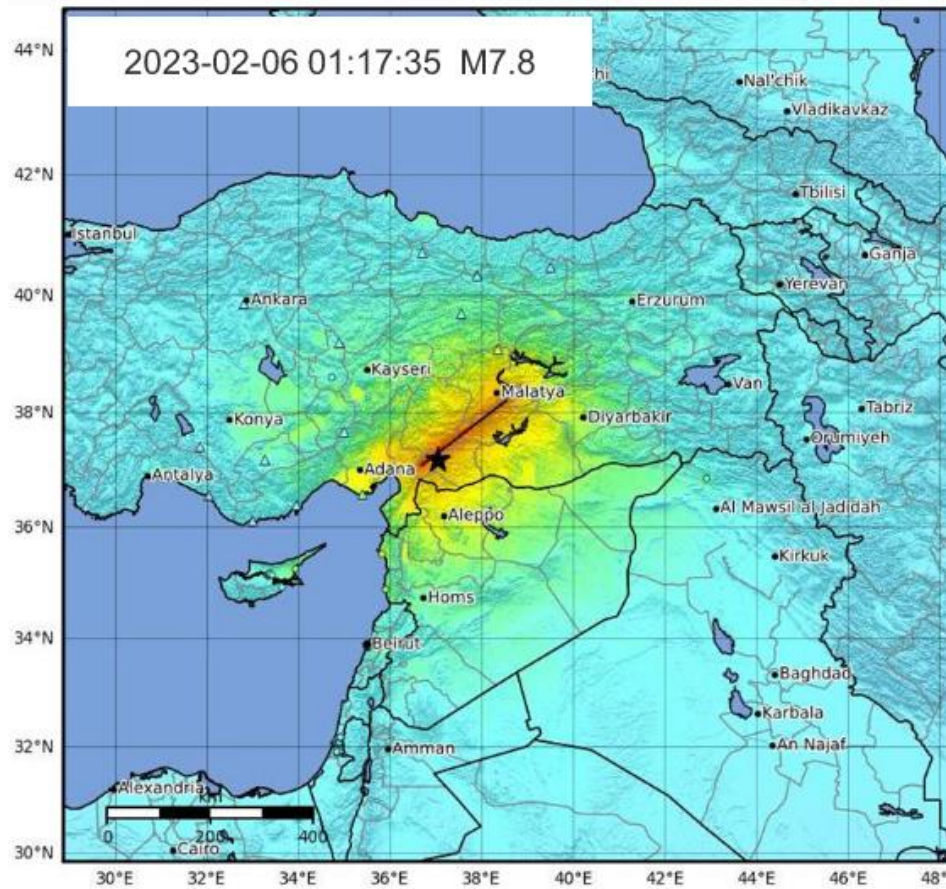 2023-02-06 01:17:35 M7.8
44°N
42°N
40°N
38°N
36°N
34°N
32°N
30°N
hi
Nal'chik
Vladikavkaz
Tbilisi
Istanbul
Ganja
Yerevan
Ankara
Erzurum
Kayseri
Malatya
Van
Konya
Diyarbakir
Tabriz
Orumiyeh
Antalya
Adana
Aleppo
Al Mawsil al Jadidah
Kirkuk
Homs
Beirut
Baghdad
Karbala
Amman
An Najaf
Alexandria
km
0 200 400
Cairo
30°E 32°E 34°E 36°E 38°E 40°E 42°E 44°E 46°E 48°